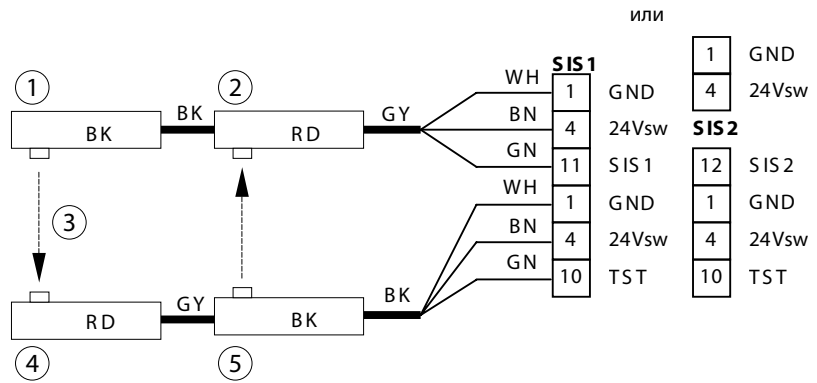 или
1 GND
SIS1
1 2 WH 1 GND 4 24Vsw
BK BN 4 24Vsw SIS2
BK RD GY
GN 11 SIS1 12 SIS2
WH 1 GND 1 GND
3 BN 4 24Vsw 4 24Vsw
GN 10 TST 10 TST
GY BK
RD BK
4 5